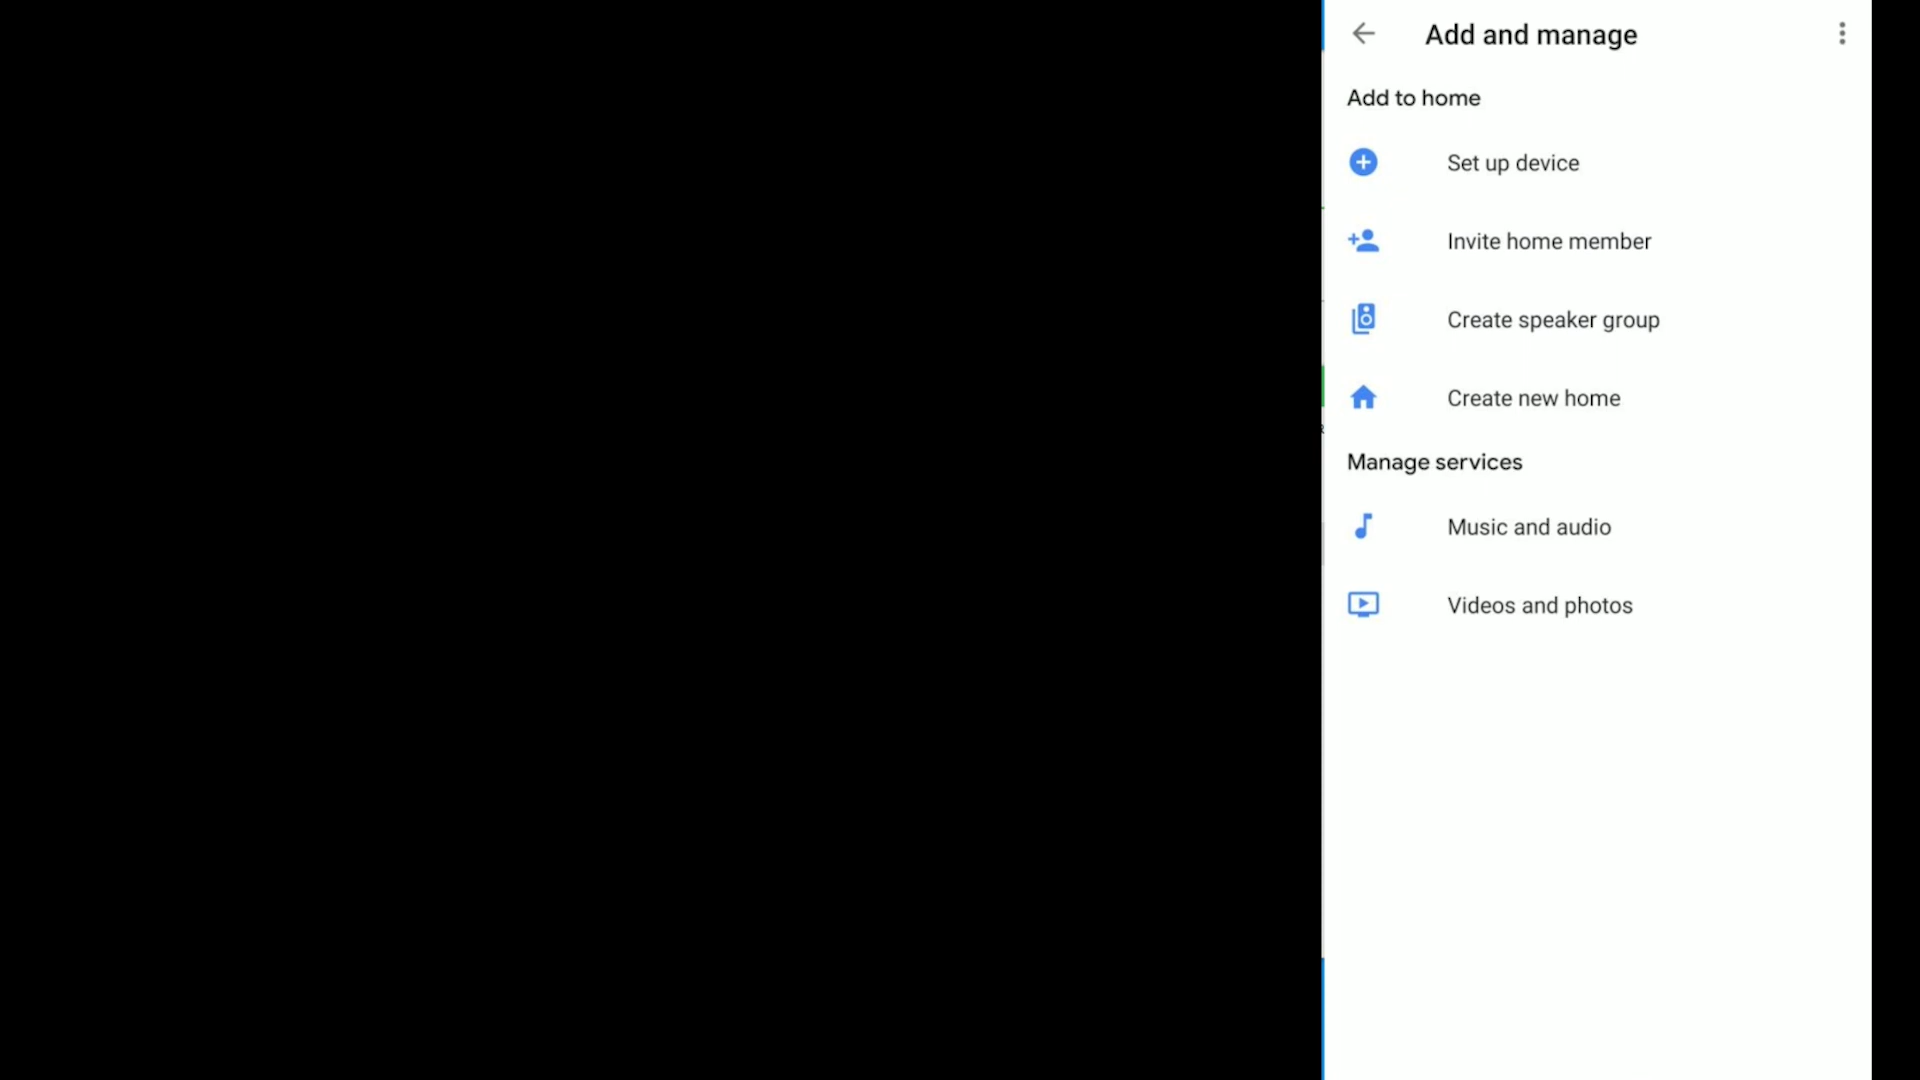 Add and manage
Add to home
Set up device
Invite home member
Create speaker group
Create new home
Manage services
Music and audio
Videos and photos